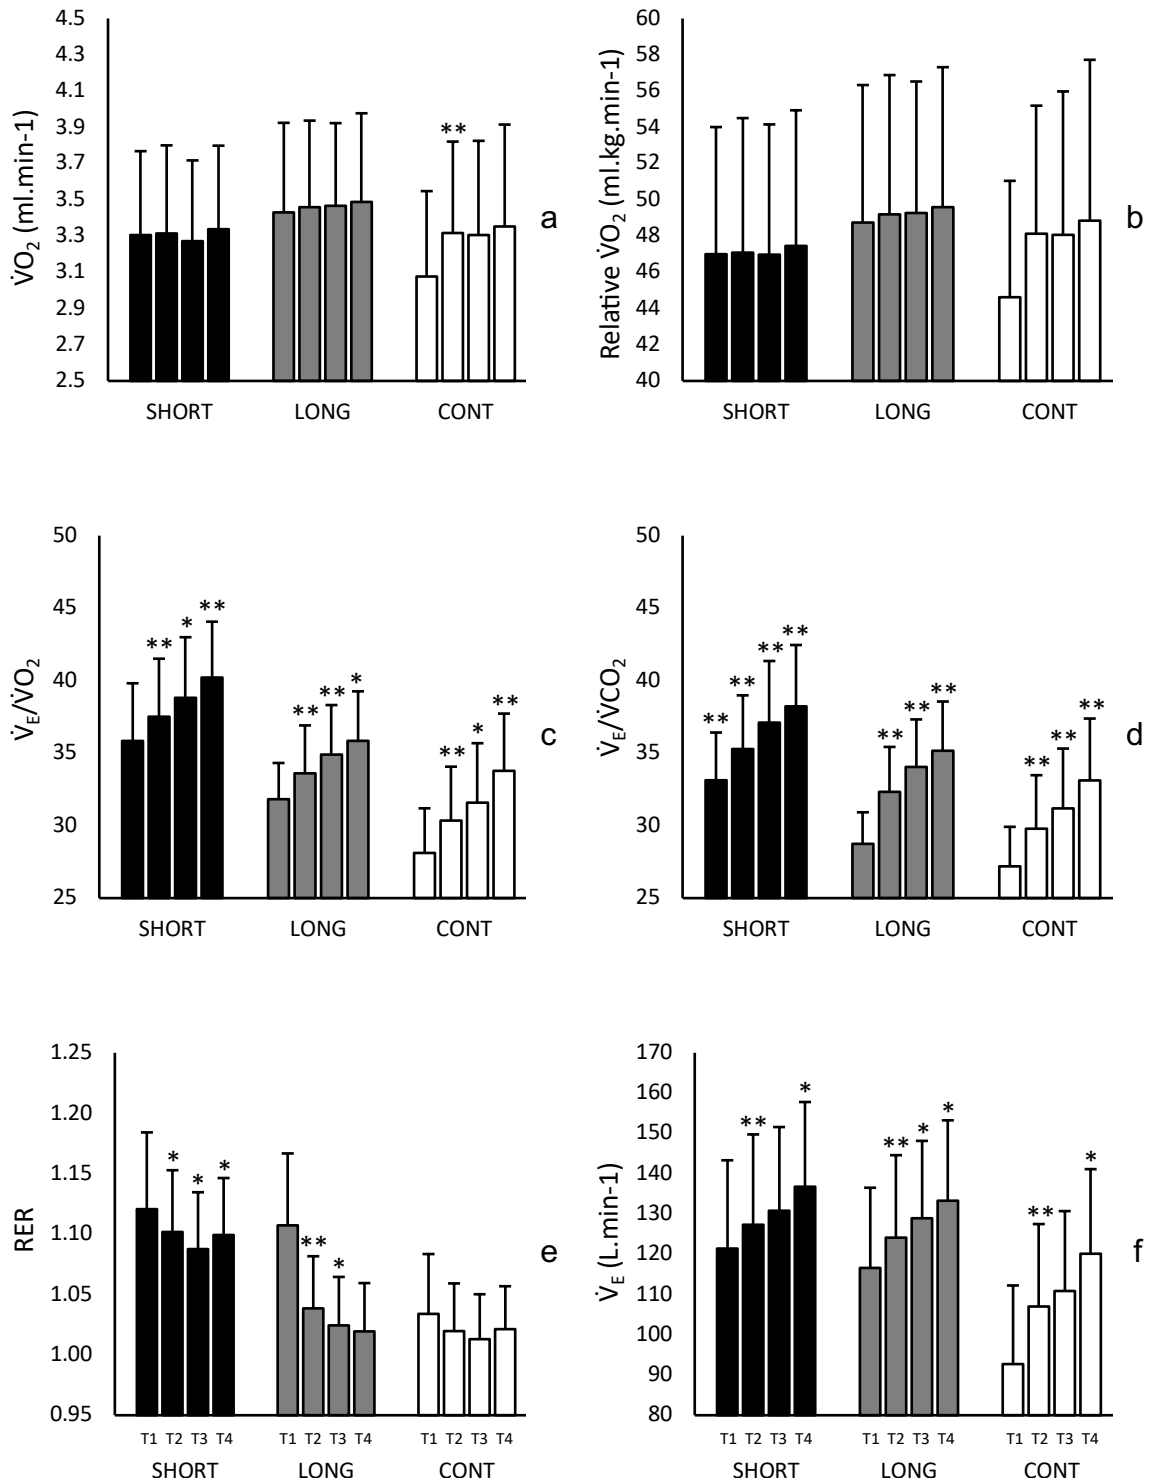 4.5
4.3
4.1
3.9
3.7
3.5
3.3
3.1
2.9
2.7
2.5
V̇O₂ (ml.min-1)
**
SHORT LONG CONT
a
60
58
56
54
52
50
48
46
44
42
40
Relative V̇O₂ (ml.kg.min-1)
SHORT LONG CONT
b
50
45
40
35
30
25
V̇E/V̇O₂
** * ** ** ** * ** * **
SHORT LONG CONT
c
50
45
40
35
30
25
V̇E/V̇CO₂
** ** ** ** ** ** ** ** ** **
SHORT LONG CONT
d
1.25
1.20
1.15
1.10
1.05
1.00
0.95
RER
* * * ** *
T1 T2 T3 T4 T1 T2 T3 T4 T1 T2 T3 T4
SHORT LONG CONT
e
170
160
150
140
130
120
110
100
90
80
V̇E (L.min-1)
** * ** * * ** *
T1 T2 T3 T4 T1 T2 T3 T4 T1 T2 T3 T4
SHORT LONG CONT
f